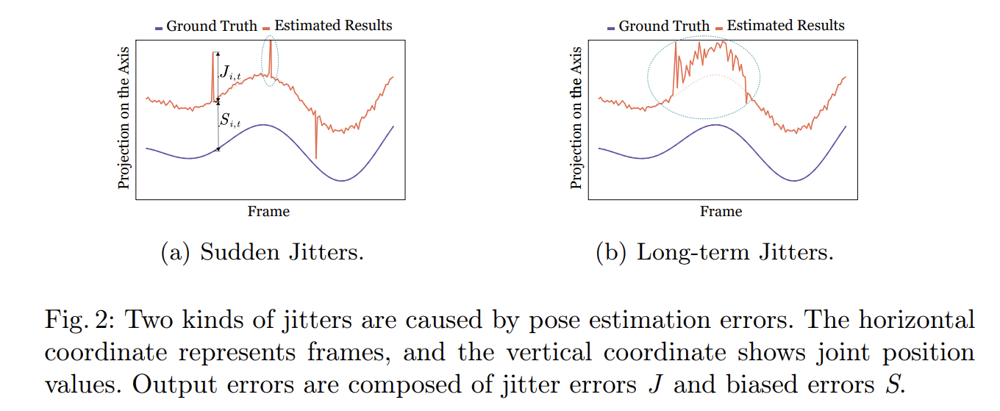 Ground Truth Estimated Results
Projection on the Axis
J_{i,t}
S_{i,t}
Frame
(a) Sudden Jitters.
Ground Truth Estimated Results
Projection on the Axis
Frame
(b) Long-term Jitters.
Fig. 2: Two kinds of jitters are caused by pose estimation errors. The horizontal
coordinate represents frames, and the vertical coordinate shows joint position
values. Output errors are composed of jitter errors J and biased errors S.